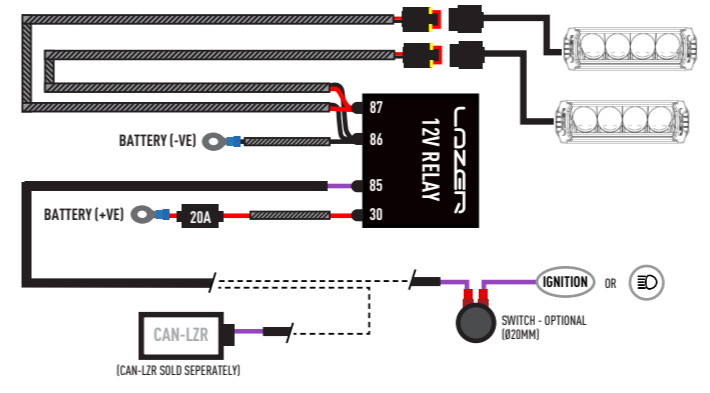 87
BATTERY (-VE)
86
LAZER
12V RELAY
85
BATTERY (+VE)
20A
30
IGNITION
OR
SWITCH - OPTIONAL
(Ø20MM)
CAN-LZR
(CAN-LZR SOLD SEPERATELY)